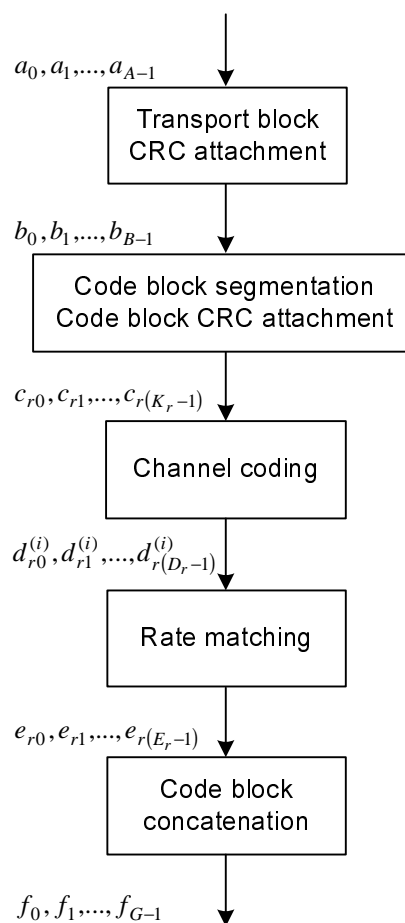 a_0, a_1,..., a_{A-1}
Transport block
CRC attachment
b_0, b_1,..., b_{B-1}
Code block segmentation
Code block CRC attachment
c_{r0}, c_{r1},..., c_{r(K_r-1)}
Channel coding
d_{r0}^{(i)}, d_{r1}^{(i)},..., d_{r(D_r-1)}^{(i)}
Rate matching
e_{r0}, e_{r1},..., e_{r(E_r-1)}
Code block
concatenation
f_0, f_1,..., f_{G-1}